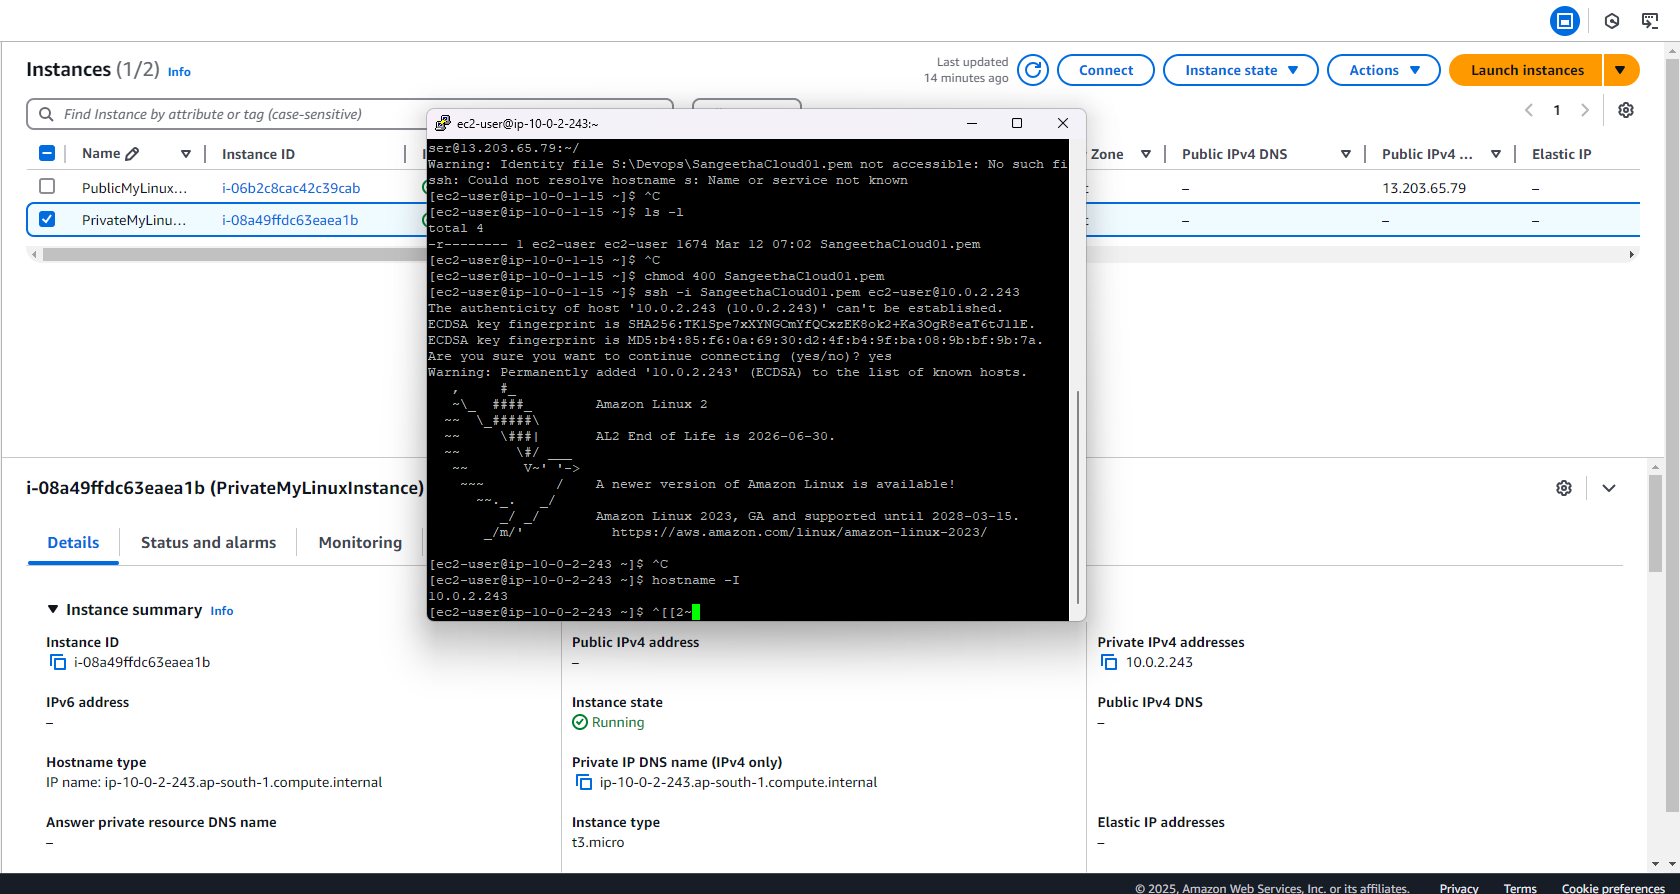 Instances (1/2) Info
Last updated
14 minutes ago
Connect
Instance state
Actions
Launch instances
Find Instance by attribute or tag (case-sensitive)
1
Name
Instance ID
Zone
Public IPv4 DNS
Public IPv4 ...
Elastic IP
PublicMyLinux...
i-06b2c8cac42c39cab
–
13.203.65.79
–
PrivateMyLinu...
i-08a49ffdc63eaea1b
–
–
–
ec2-user@ip-10-0-2-243:~
ser@13.203.65.79:~/
Warning: Identity file S:\Devops\SangeethaCloud01.pem not accessible: No such fi
ssh: Could not resolve hostname s: Name or service not known
[ec2-user@ip-10-0-1-15 ~]$ ^C
[ec2-user@ip-10-0-1-15 ~]$ ls -l
total 4
-r-------- 1 ec2-user ec2-user 1674 Mar 12 07:02 SangeethaCloud01.pem
[ec2-user@ip-10-0-1-15 ~]$ ^C
[ec2-user@ip-10-0-1-15 ~]$ chmod 400 SangeethaCloud01.pem
[ec2-user@ip-10-0-1-15 ~]$ ssh -i SangeethaCloud01.pem ec2-user@10.0.2.243
The authenticity of host '10.0.2.243 (10.0.2.243)' can't be established.
ECDSA key fingerprint is SHA256:TKlSpe7xXYNGCmYfQCxzEK8ok2+Ka3OgR8eaT6tJllE.
ECDSA key fingerprint is MD5:b4:85:f6:0a:69:30:d2:4f:b4:9f:ba:08:9b:bf:9b:7a.
Are you sure you want to continue connecting (yes/no)? yes
Warning: Permanently added '10.0.2.243' (ECDSA) to the list of known hosts.
   ,     #_
   ~\_  ####_        Amazon Linux 2
  ~~  \_#####\
  ~~     \###|       AL2 End of Life is 2026-06-30.
  ~~       \#/ ___
   ~~       V~' '->
    ~~~         /    A newer version of Amazon Linux is available!
      ~~._.   _/
         _/ _/       Amazon Linux 2023, GA and supported until 2028-03-15.
       _/m/'           https://aws.amazon.com/linux/amazon-linux-2023/
[ec2-user@ip-10-0-2-243 ~]$ ^C
[ec2-user@ip-10-0-2-243 ~]$ hostname -I
10.0.2.243
[ec2-user@ip-10-0-2-243 ~]$ ^[[2~
i-08a49ffdc63eaea1b (PrivateMyLinuxInstance)
Details
Status and alarms
Monitoring
Instance summary Info
Instance ID
i-08a49ffdc63eaea1b
Public IPv4 address
–
Private IPv4 addresses
10.0.2.243
IPv6 address
–
Instance state
Running
Public IPv4 DNS
–
Hostname type
IP name: ip-10-0-2-243.ap-south-1.compute.internal
Private IP DNS name (IPv4 only)
ip-10-0-2-243.ap-south-1.compute.internal
Answer private resource DNS name
–
Instance type
t3.micro
Elastic IP addresses
–
© 2025, Amazon Web Services, Inc. or its affiliates.
Privacy
Terms
Cookie preferences